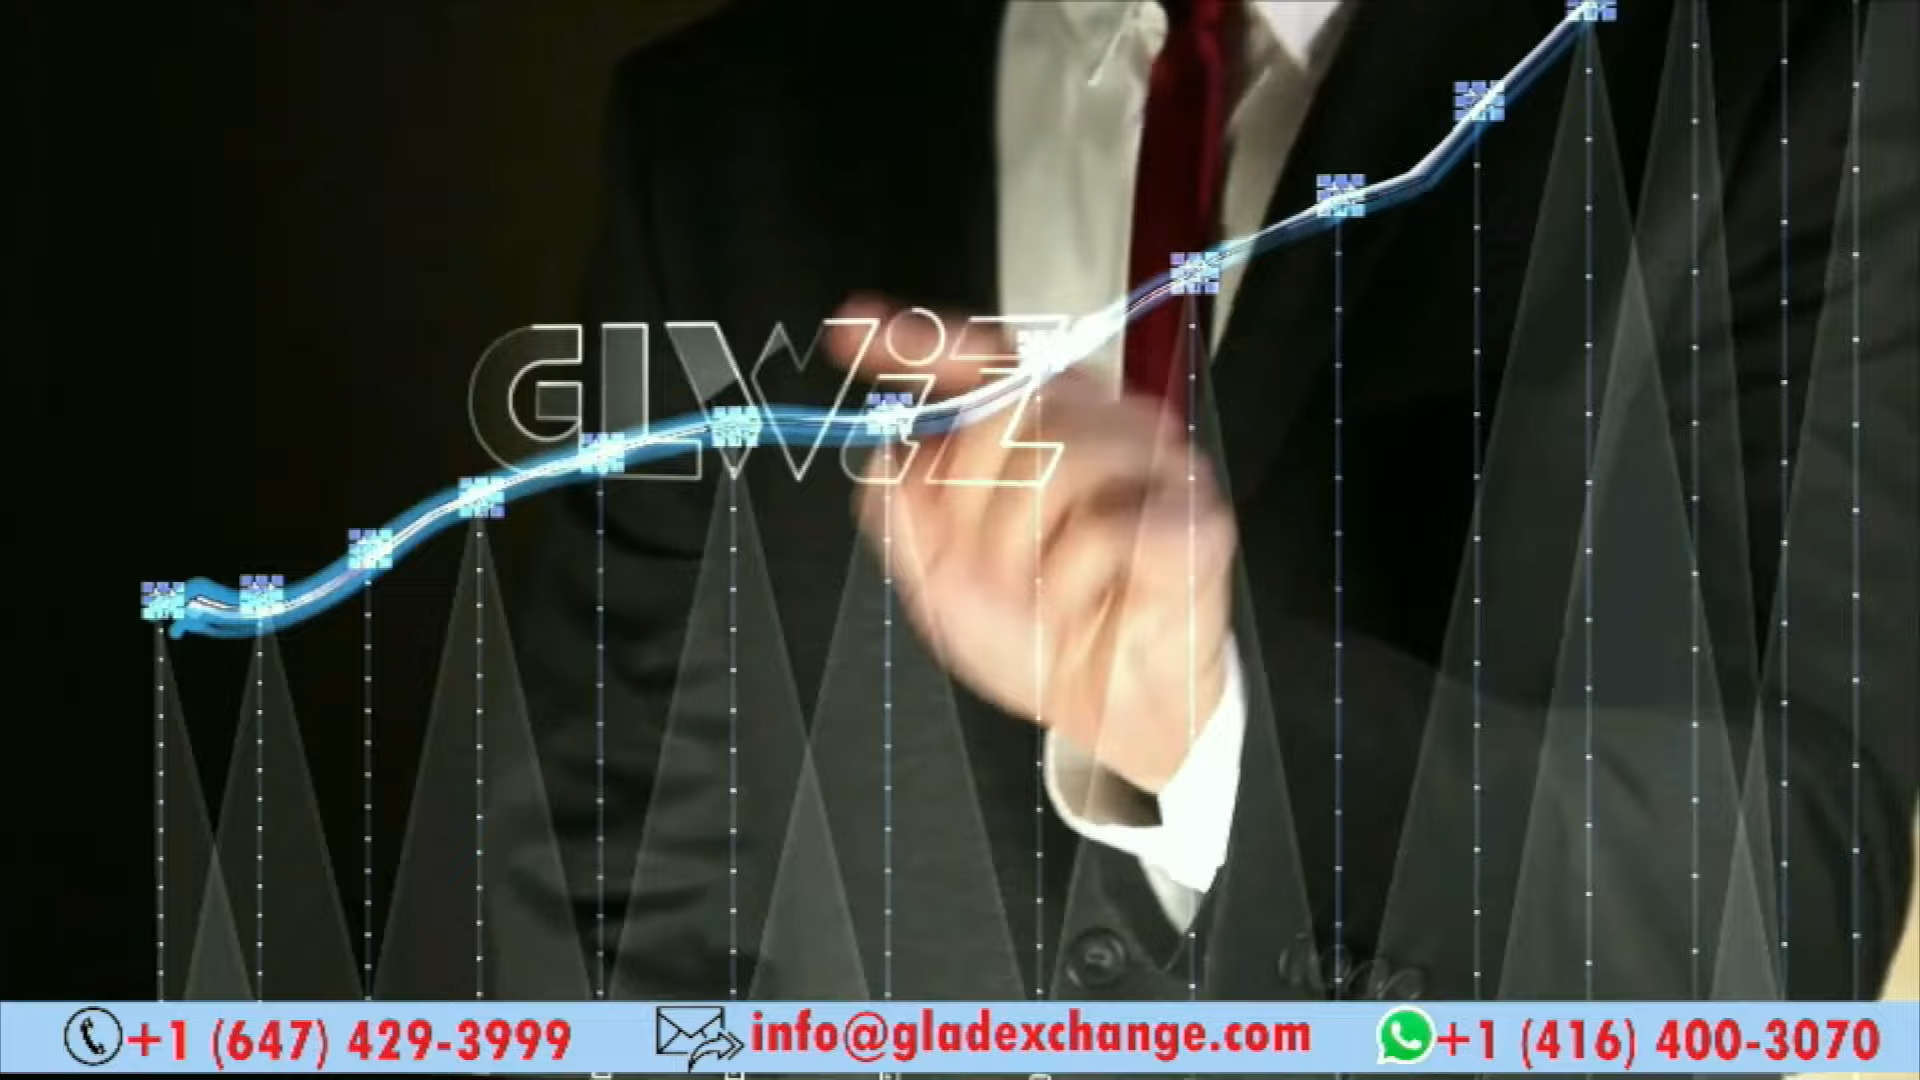 GLWiZ
+1 (647) 429-3999
info@gladexchange.com
+1 (416) 400-3070